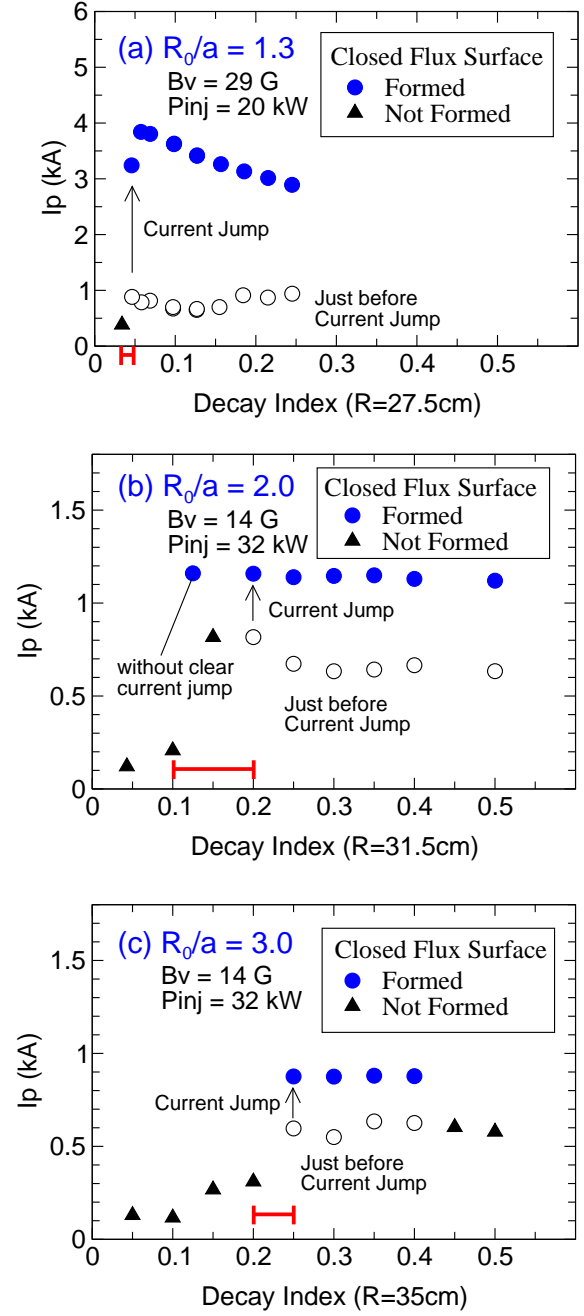 6
5
4
3
2
1
0
Ip (kA)
(a) R₀/a = 1.3
Bv = 29 G
Pinj = 20 kW
Closed Flux Surface
Formed
Not Formed
Current Jump
Just before
Current Jump
0 0.1 0.2 0.3 0.4 0.5
Decay Index (R=27.5cm)
1.5
1
0.5
0
Ip (kA)
(b) R₀/a = 2.0
Bv = 14 G
Pinj = 32 kW
Closed Flux Surface
Formed
Not Formed
Current Jump
without clear
current jump
Just before
Current Jump
0 0.1 0.2 0.3 0.4 0.5
Decay Index (R=31.5cm)
1.5
1
0.5
0
Ip (kA)
(c) R₀/a = 3.0
Bv = 14 G
Pinj = 32 kW
Closed Flux Surface
Formed
Not Formed
Current Jump
Just before
Current Jump
0 0.1 0.2 0.3 0.4 0.5
Decay Index (R=35cm)